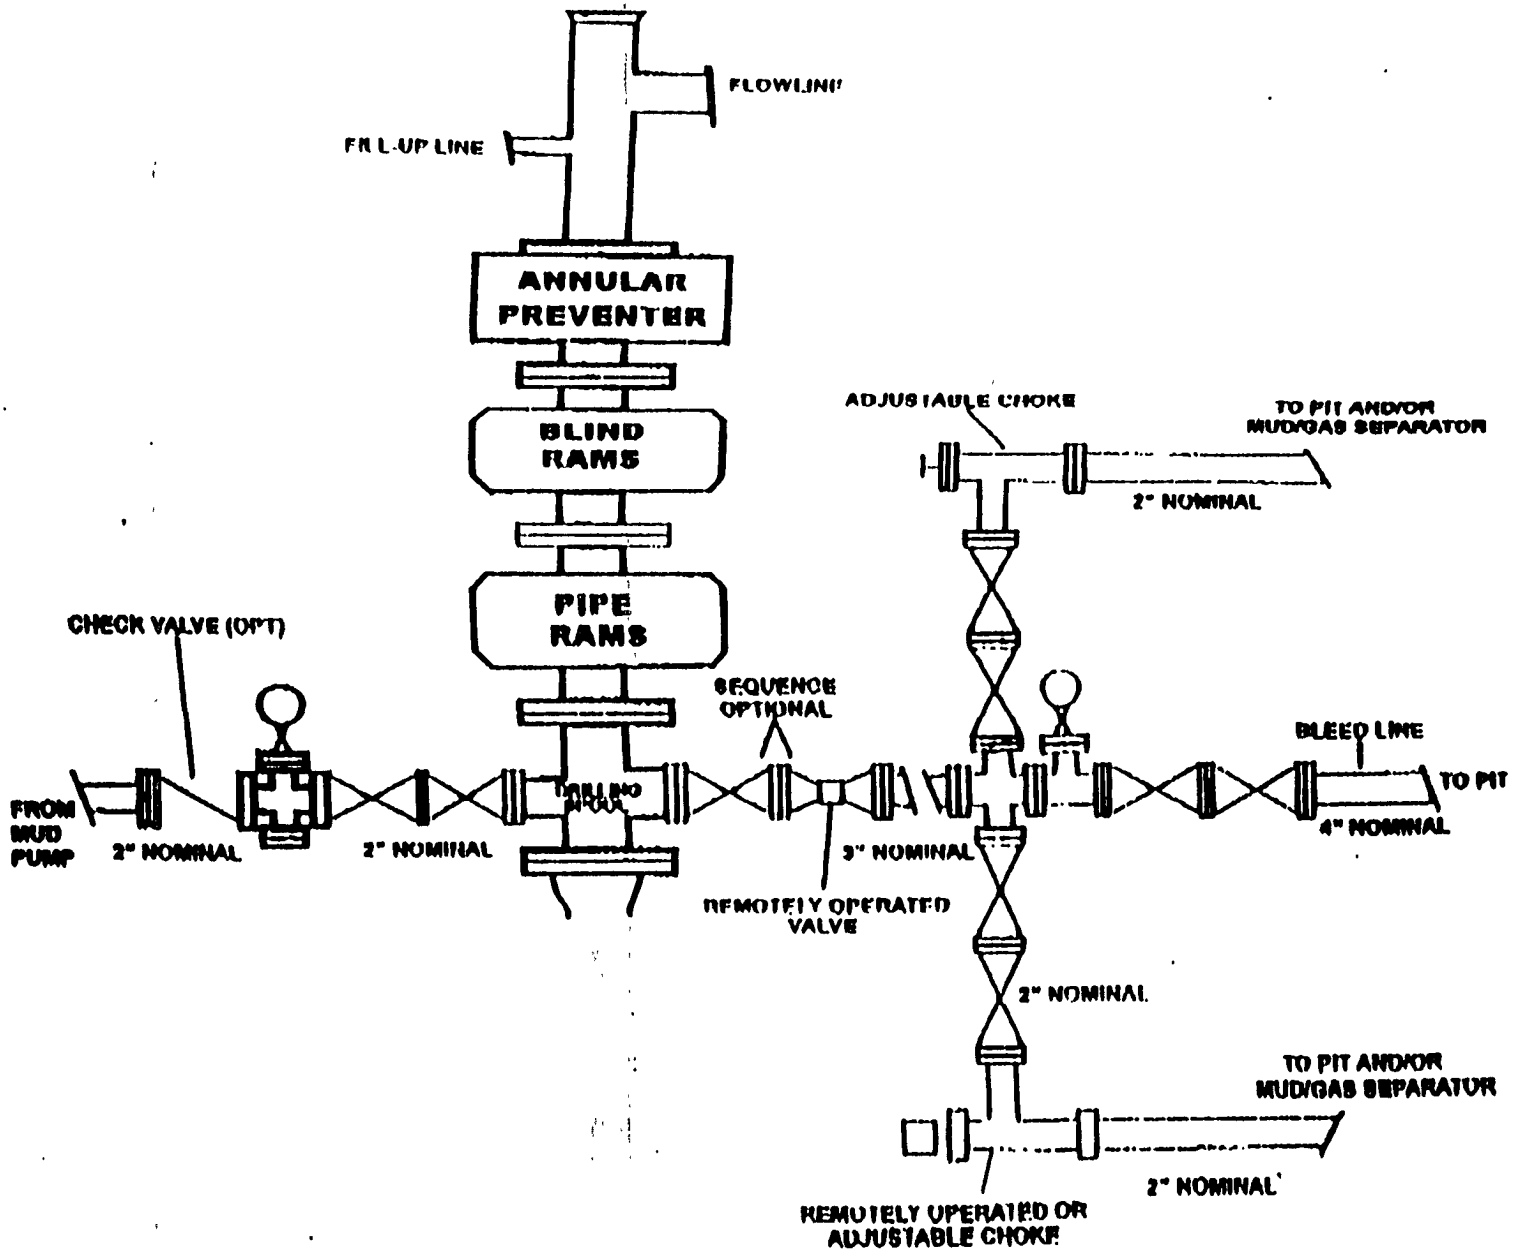 FLOWLINE
FILL-UP LINE
ANNULAR
PREVENTER
ADJUSTABLE CHOKE
TO PIT AND/OR
MUD/GAS SEPARATOR
BLIND
RAMS
2" NOMINAL
PIPE
RAMS
CHECK VALVE (OPT)
SEQUENCE
OPTIONAL
BLEED LINE
TO PIT
FROM
MUD
PUMP
DRILLING
SPOOL
2" NOMINAL
2" NOMINAL
3" NOMINAL
4" NOMINAL
REMOTELY OPERATED
VALVE
2" NOMINAL
TO PIT AND/OR
MUD/GAS SEPARATOR
2" NOMINAL
REMOTELY OPERATED OR
ADJUSTABLE CHOKE